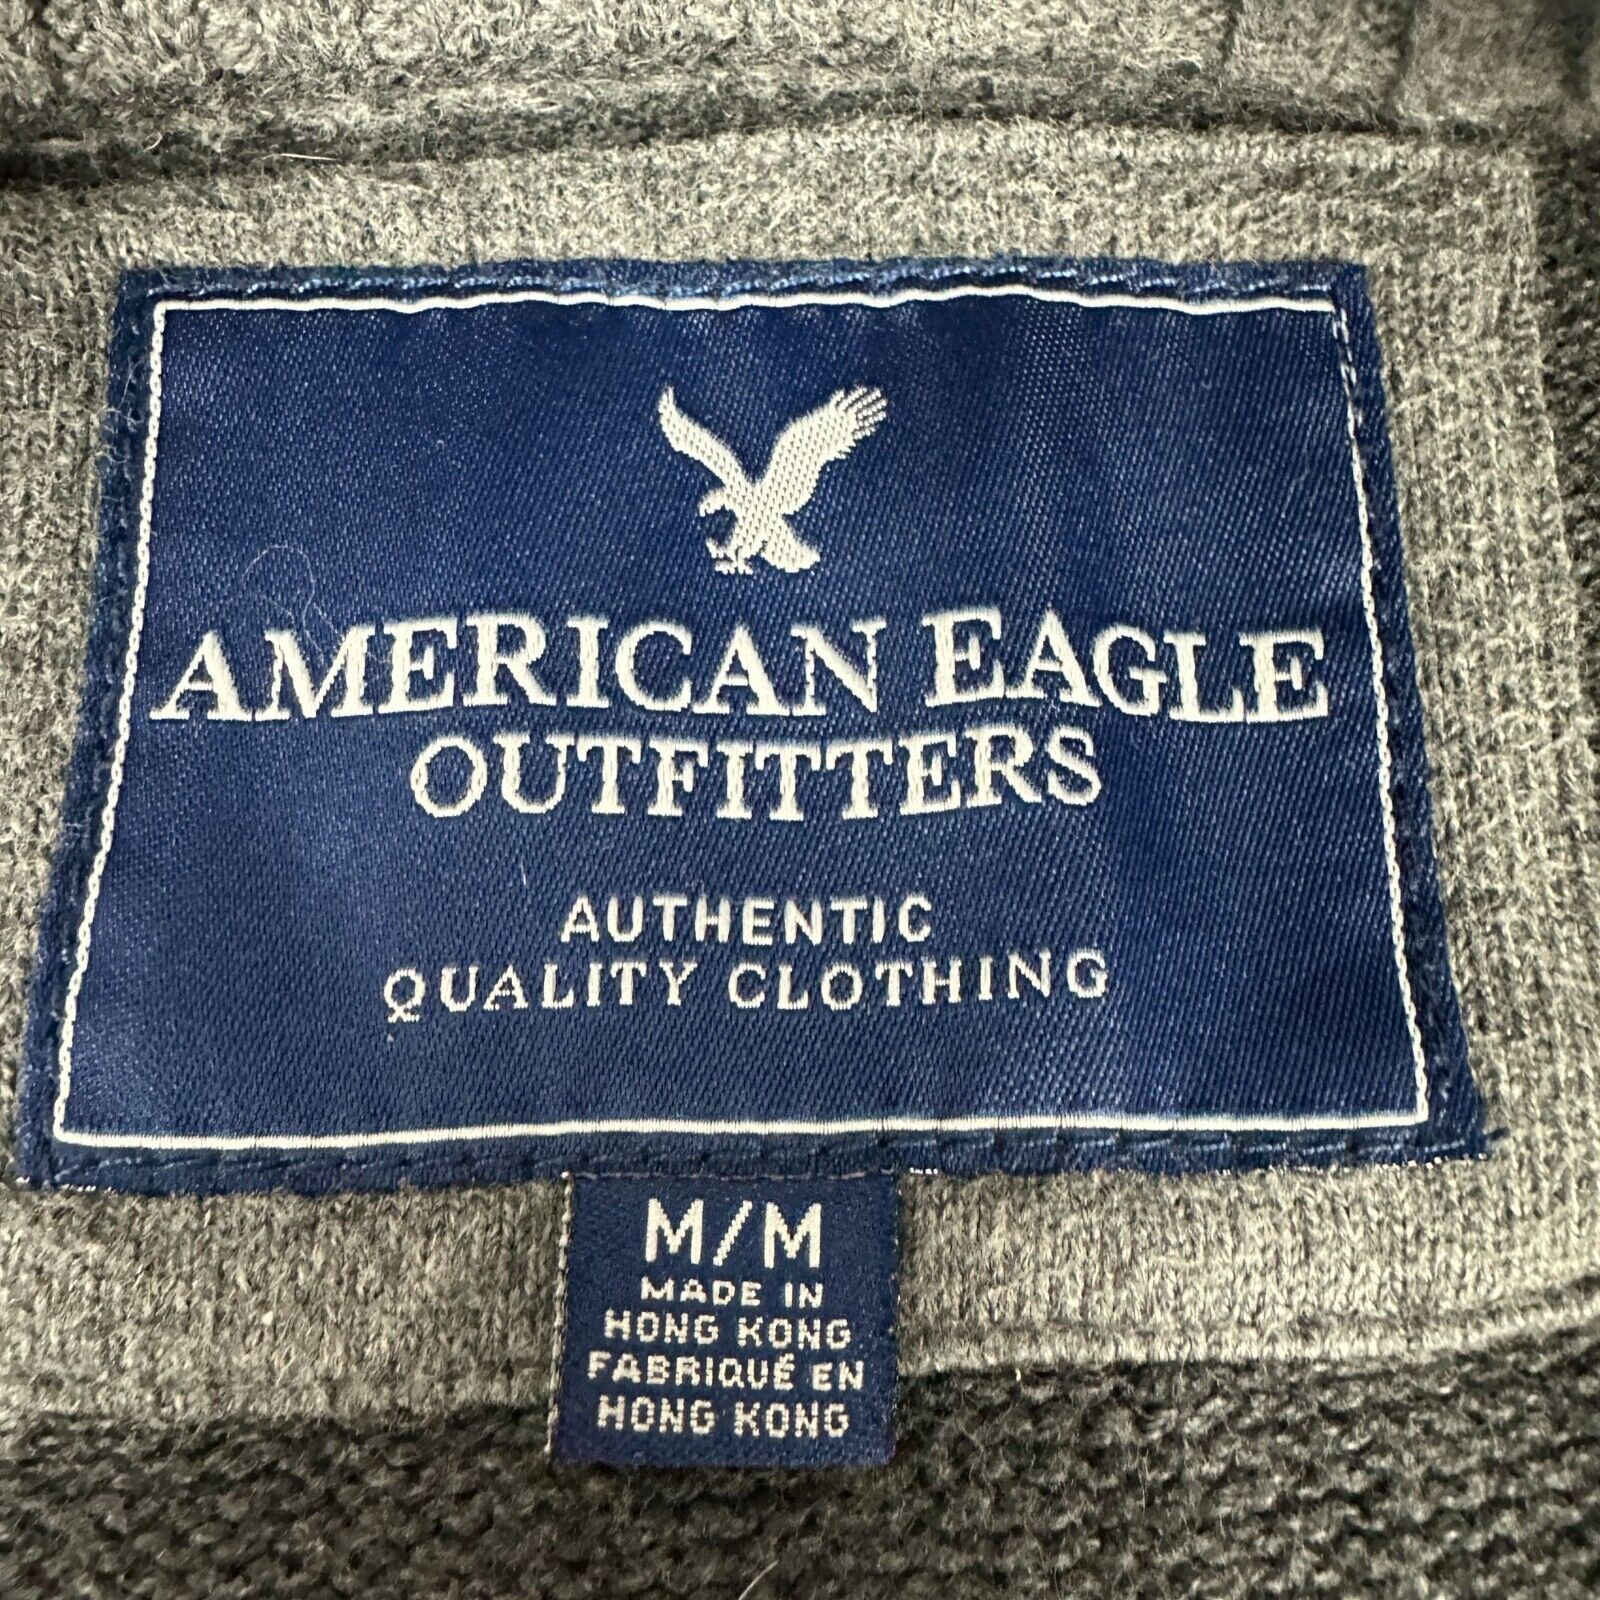 AMERICAN EAGLE
OUTFITTERS
AUTHENTIC
QUALITY CLOTHING
M/M
MADE IN
HONG KONG
FABRIQUÉ EN
HONG KONG